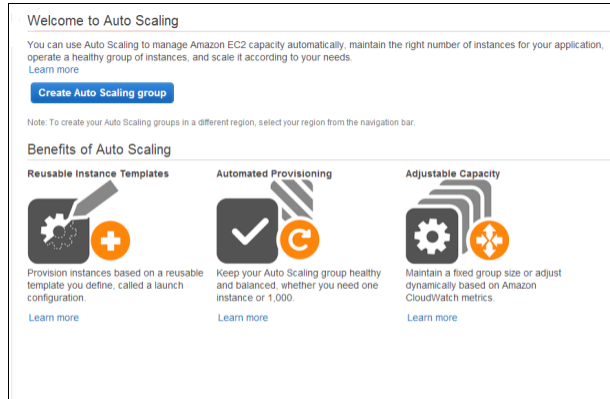 Welcome to Auto Scaling
You can use Auto Scaling to manage Amazon EC2 capacity automatically, maintain the right number of instances for your application,
operate a healthy group of instances, and scale it according to your needs.
Learn more
Create Auto Scaling group
Note: To create your Auto Scaling groups in a different region, select your region from the navigation bar.
Benefits of Auto Scaling
Reusable Instance Templates
Provision instances based on a reusable
template you define, called a launch
configuration.
Learn more
Automated Provisioning
Keep your Auto Scaling group healthy
and balanced, whether you need one
instance or 1,000.
Learn more
Adjustable Capacity
Maintain a fixed group size or adjust
dynamically based on Amazon
CloudWatch metrics.
Learn more